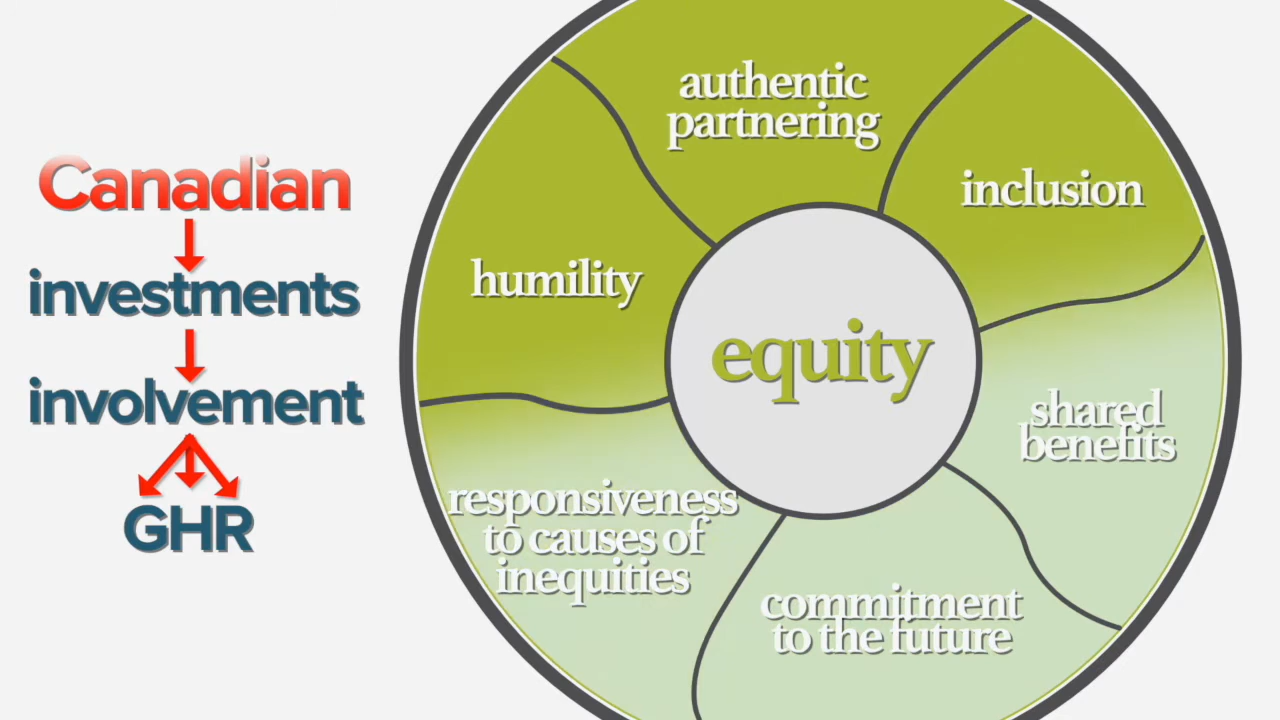 Canadian
investments
involvement
GHR
authentic
partnering
inclusion
humility
equity
shared
benefits
responsiveness
to causes of
inequities
commitment
to the future